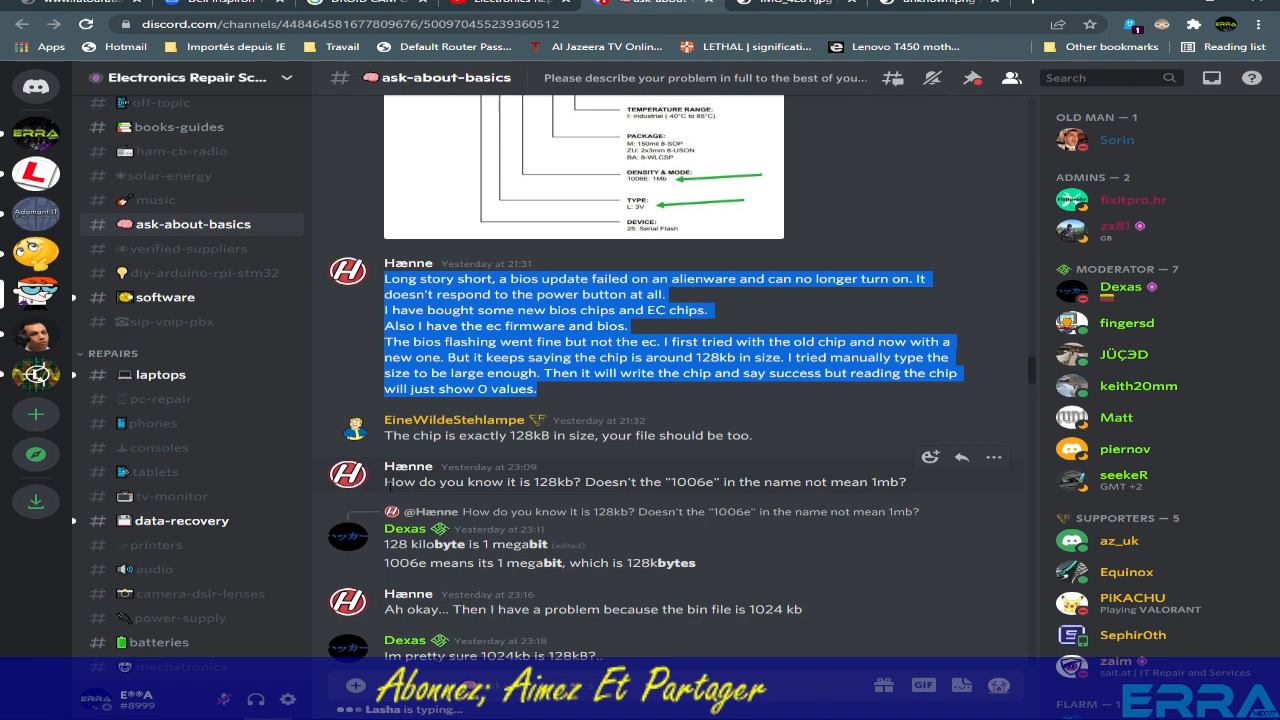 discord.com/channels/448464581677809676/500970455239360512
Apps
Hotmail
Importés depuis IE
Travail
Default Router Pass...
Al Jazeera TV Online...
LETHAL | significati...
Lenovo T450 moth...
Other bookmarks
Reading list
Electronics Repair Sc...
ask-about-basics
Please describe your problem in full to the best of you...
Search
off-topic
books-guides
ham-cb-radio
solar-energy
music
ask-about-basics
verified-suppliers
diy-arduino-rpi-stm32
software
sip-voip-pbx
REPAIRS
laptops
pc-repair
phones
consoles
tablets
tv-monitor
data-recovery
printers
audio
camera-dslr-lenses
power-supply
batteries
mechatronics
E®®A
#8999
TEMPERATURE RANGE:
I: Industrial (-40°C to 85°C)
PACKAGE:
M: 150mil 8-SOP
ZU: 2x3mm 8-USON
BA: 8-WLCSP
DENSITY & MODE:
1006E: 1Mb
TYPE:
L: 3V
DEVICE:
25: Serial Flash
Hænne Yesterday at 21:31
Long story short, a bios update failed on an alienware and can no longer turn on. It
doesn't respond to the power button at all.
I have bought some new bios chips and EC chips.
Also I have the ec firmware and bios.
The bios flashing went fine but not the ec. I first tried with the old chip and now with a
new one. But it keeps saying the chip is around 128kb in size. I tried manually type the
size to be large enough. Then it will write the chip and say success but reading the chip
will just show 0 values.
EineWildeStehlampe Yesterday at 21:32
The chip is exactly 128kB in size, your file should be too.
Hænne Yesterday at 23:09
How do you know it is 128kb? Doesn't the "1006e" in the name not mean 1mb?
@Hænne How do you know it is 128kb? Doesn't the "1006e" in the name not mean 1mb?
Dexas Yesterday at 23:11
128 kilobyte is 1 megabit (edited)
1006e means its 1 megabit, which is 128kbytes
Hænne Yesterday at 23:16
Ah okay... Then I have a problem because the bin file is 1024 kb
Dexas Yesterday at 23:18
Im pretty sure 1024kb is 128kB?..
Abonnez; Aimez Et Partager
GIF
Lasha is typing...
OLD MAN — 1
Sorin
ADMINS — 2
fixitpro.hr
zx81
GB
MODERATOR — 7
Dexas
fingersd
JÜÇƎD
keith20mm
Matt
piernov
seekeR
GMT +2
SUPPORTERS — 5
az_uk
Equinox
PiKACHU
Playing VALORANT
Sephir0th
zaim
salt.at | IT Repair and Services
FLARM — 1
ERRA
ERRA
Adamant IT